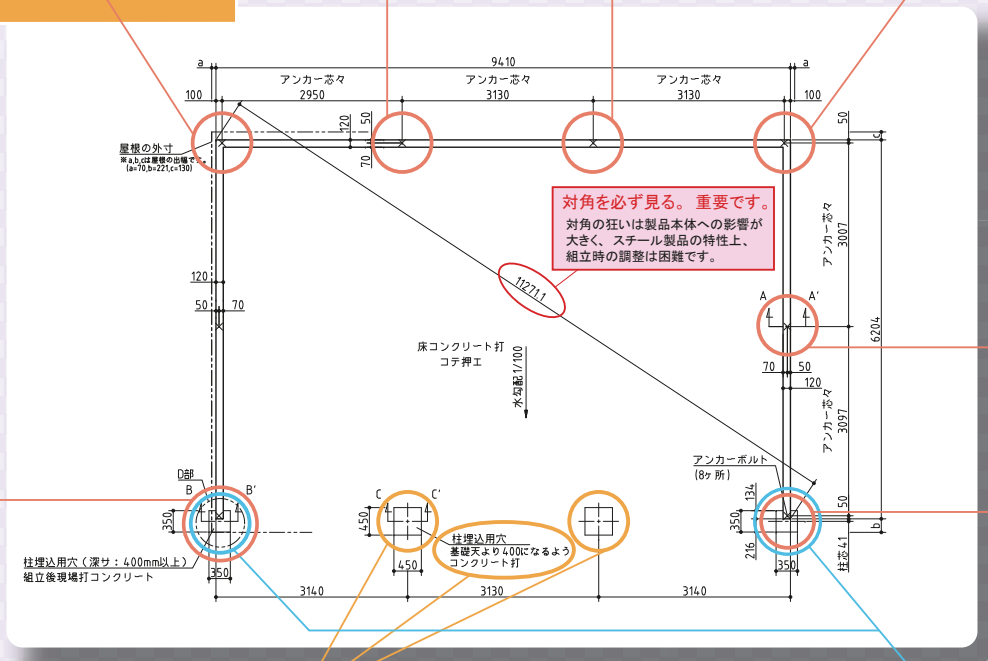 a
9410
a
アンカー芯々
アンカー芯々
アンカー芯々
100
2950
3130
3130
100
120
50
70
50
c
屋根の外寸
※a,b,cは屋根の出幅です。
(a=70,b=221,c=130)
対角を必ず見る。重要です。
対角の狂いは製品本体への影響が
大きく、スチール製品の特性上、
組立時の調整は困難です。
アンカー芯々
3007
120
50
70
11271.1
A
A'
6204
床コンクリート打
コテ押エ
水勾配1/100
70
50
120
アンカー芯々
3097
アンカーボルト
(8ヶ所)
D部
B
B'
C
C'
350
450
134
350
50
b
柱埋込用穴
基礎天より400になるよう
コンクリート打
216
柱芯41
柱埋込用穴(深サ:400mm以上)
組立後現場打コンクリート
350
450
350
3140
3130
3140